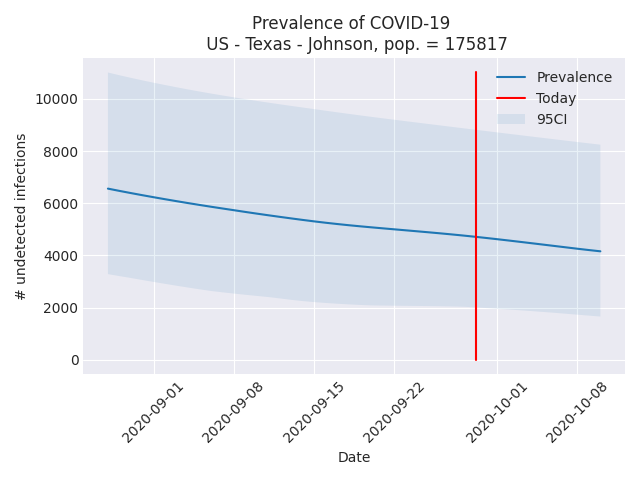 Prevalence of COVID-19
US - Texas - Johnson, pop. = 175817
Prevalence
Today
95CI
# undetected infections
10000
8000
6000
4000
2000
0
2020-09-01
2020-09-08
2020-09-15
2020-09-22
2020-10-01
2020-10-08
Date